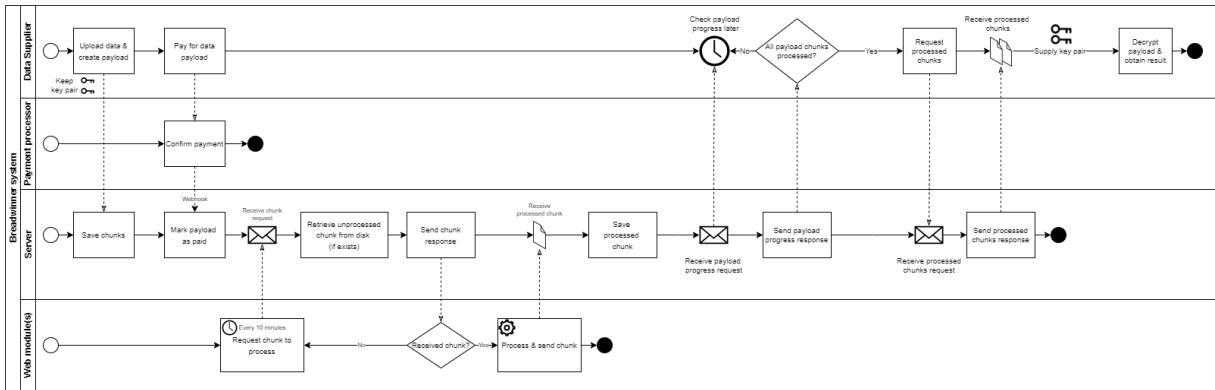 Breadwinner system
Data Supplier
Upload data &
create payload
Keep
key pair
Pay for data
payload
Check payload
progress later
No
All payload chunks
processed?
Yes
Request
processed
chunks
Receive processed
chunks
Supply key pair
Decrypt
payload &
obtain result
Payment processor
Confirm payment
Webhook
Server
Save chunks
Mark payload
as paid
Receive chunk
request
Retrieve unprocessed
chunk from disk
(if exists)
Send chunk
response
Receive
processed chunk
Save
processed
chunk
Receive payload
progress request
Send payload
progress response
Receive processed
chunks request
Send processed
chunks response
Web module(s)
Every 10 minutes
Request chunk to
process
No
Received chunk?
Yes
Process & send chunk